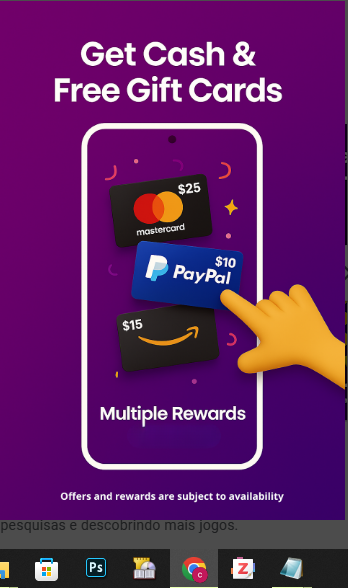 Get Cash &
Free Gift Cards
$25
mastercard
$10
PayPal
$15
Multiple Rewards
Offers and rewards are subject to availability
pesquisas e descobrindo mais jogos.
Ps
C
Z